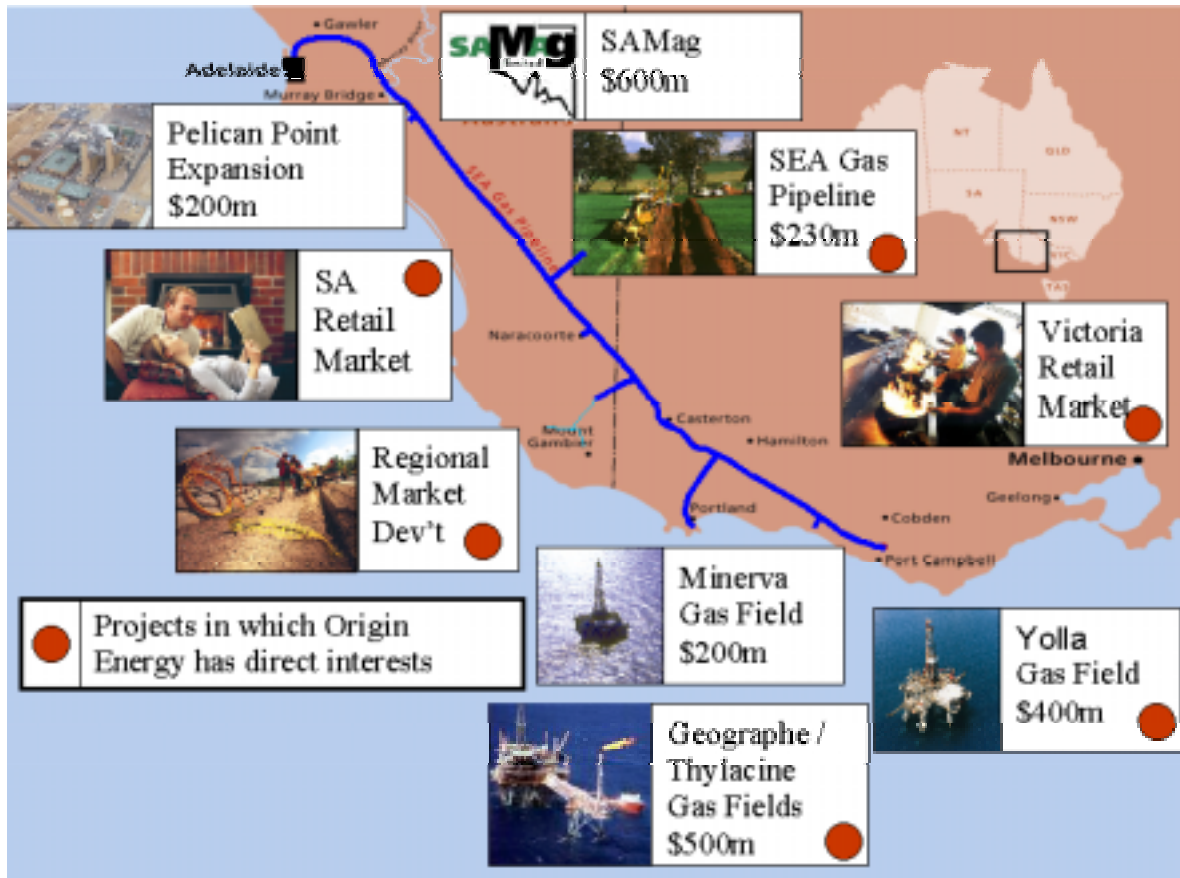 Gawler
Adelaide
Murray Bridge
SAMag
$600m
Pelican Point
Expansion
$200m
SEA Gas Pipeline
SEA Gas
Pipeline
$230m
NT
QLD
SA
NSW
TAS
SA
Retail
Market
Naracoorte
Victoria
Retail
Market
Casterton
Hamilton
Mount
Gambier
Melbourne
Geelong
Regional
Market
Dev't
Portland
Cobden
Port Campbell
Minerva
Gas Field
$200m
Projects in which Origin
Energy has direct interests
Yolla
Gas Field
$400m
Geographe /
Thylacine
Gas Fields
$500m